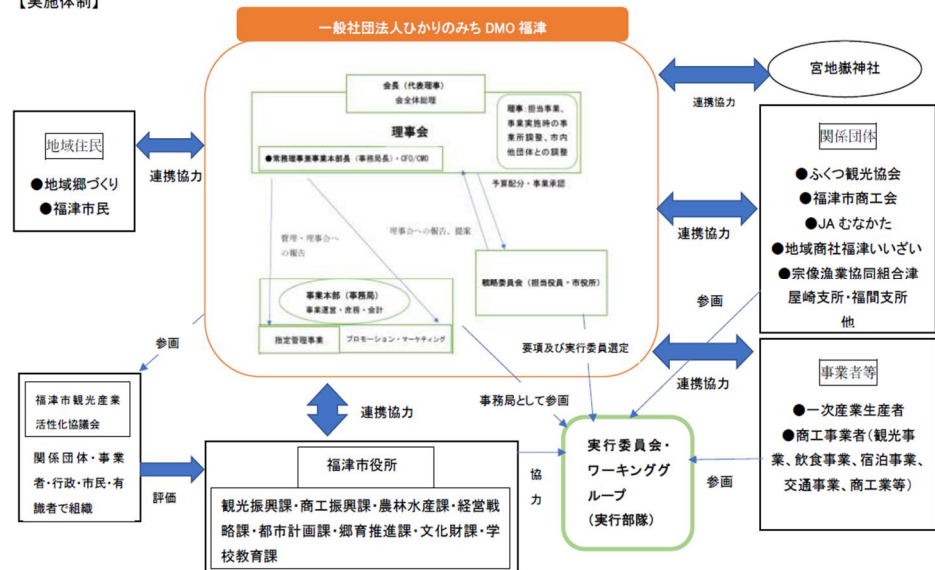 【実施体制】
一般社団法人ひかりのみち DMO 福津
会長（代表理事）
会全体総理
理事会
●常務理事兼事業本部長（事務局長）・CFO/CMO
理事：担当事業、
事業実施時の事
業所調整、市内
他団体との調整
予算配分・事業承認
管理・理事会へ
の報告
理事会への報告、提案
戦略委員会（担当役員・市役所）
事業本部（事務局）
事業運営・庶務・会計
指定管理事業
プロモーション・マーケティング
要項及び実行委員選定
事務局として参画
地域住民
●地域郷づくり
●福津市民
連携協力
宮地嶽神社
連携協力
関係団体
●ふくつ観光協会
●福津市商工会
●JA むなかた
●地域商社福津いいざい
●宗像漁業協同組合津
屋崎支所・福間支所
他
連携協力
参画
事業者等
●一次産業生産者
●商工事業者（観光事
業、飲食事業、宿泊事業、
交通事業、商工業等）
連携協力
参画
参画
福津市観光産業
活性化協議会
関係団体・事業
者・行政・市民・有
識者で組織
評価
連携協力
福津市役所
観光振興課・商工振興課・農林水産課・経営戦
略課・都市計画課・郷育推進課・文化財課・学
校教育課
協
力
実行委員会・
ワーキンググ
ループ
（実行部隊）